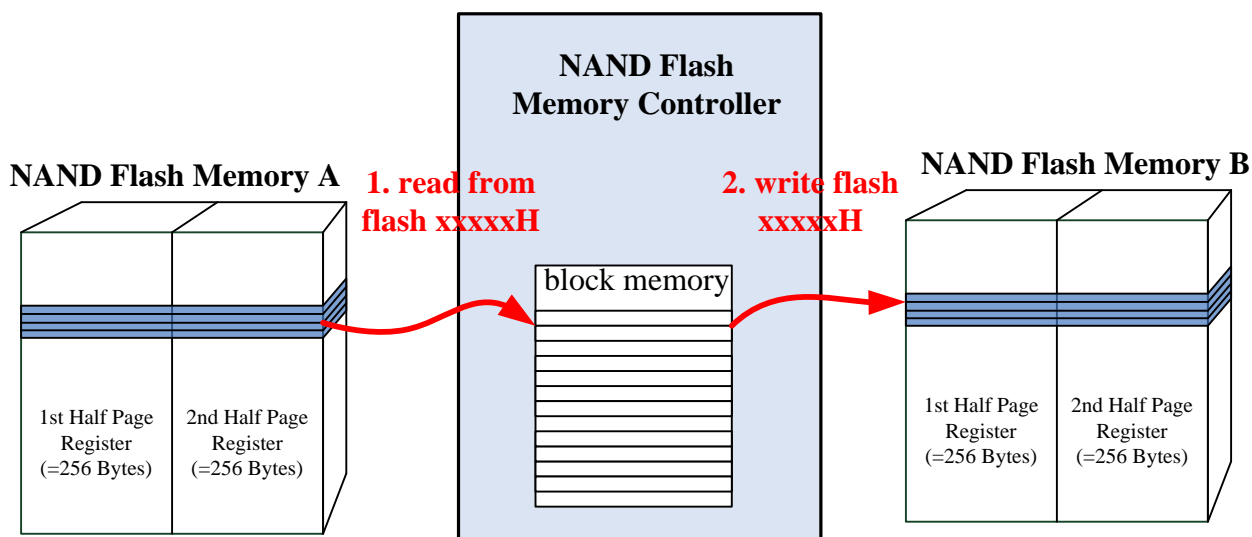 NAND Flash
Memory Controller
NAND Flash Memory A
1. read from
flash xxxxxH
2. write flash
xxxxxH
NAND Flash Memory B
block memory
1st Half Page
Register
(=256 Bytes)
2nd Half Page
Register
(=256 Bytes)
1st Half Page
Register
(=256 Bytes)
2nd Half Page
Register
(=256 Bytes)